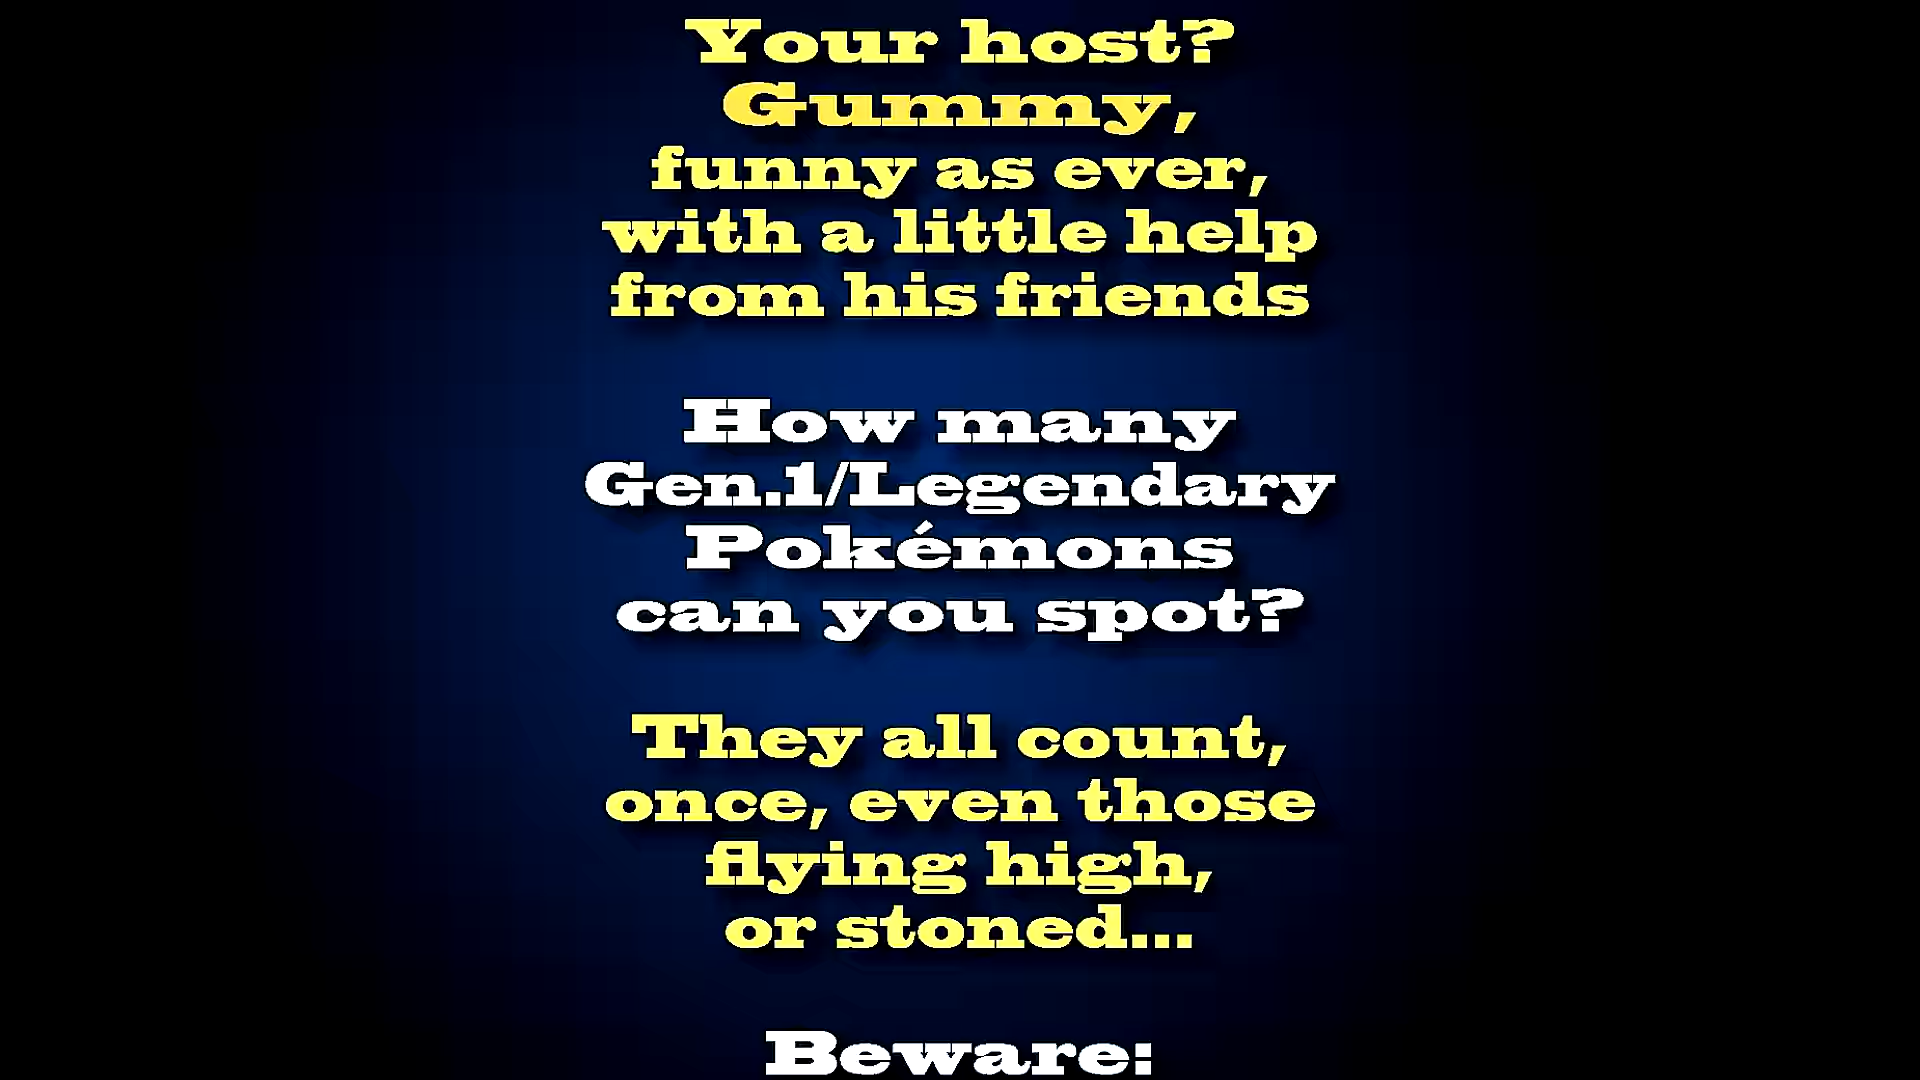 Your host?
Gummy,
funny as ever,
with a little help
from his friends
How many
Gen.1/Legendary
Pokémons
can you spot?
They all count,
once, even those
flying high,
or stoned...
Beware: